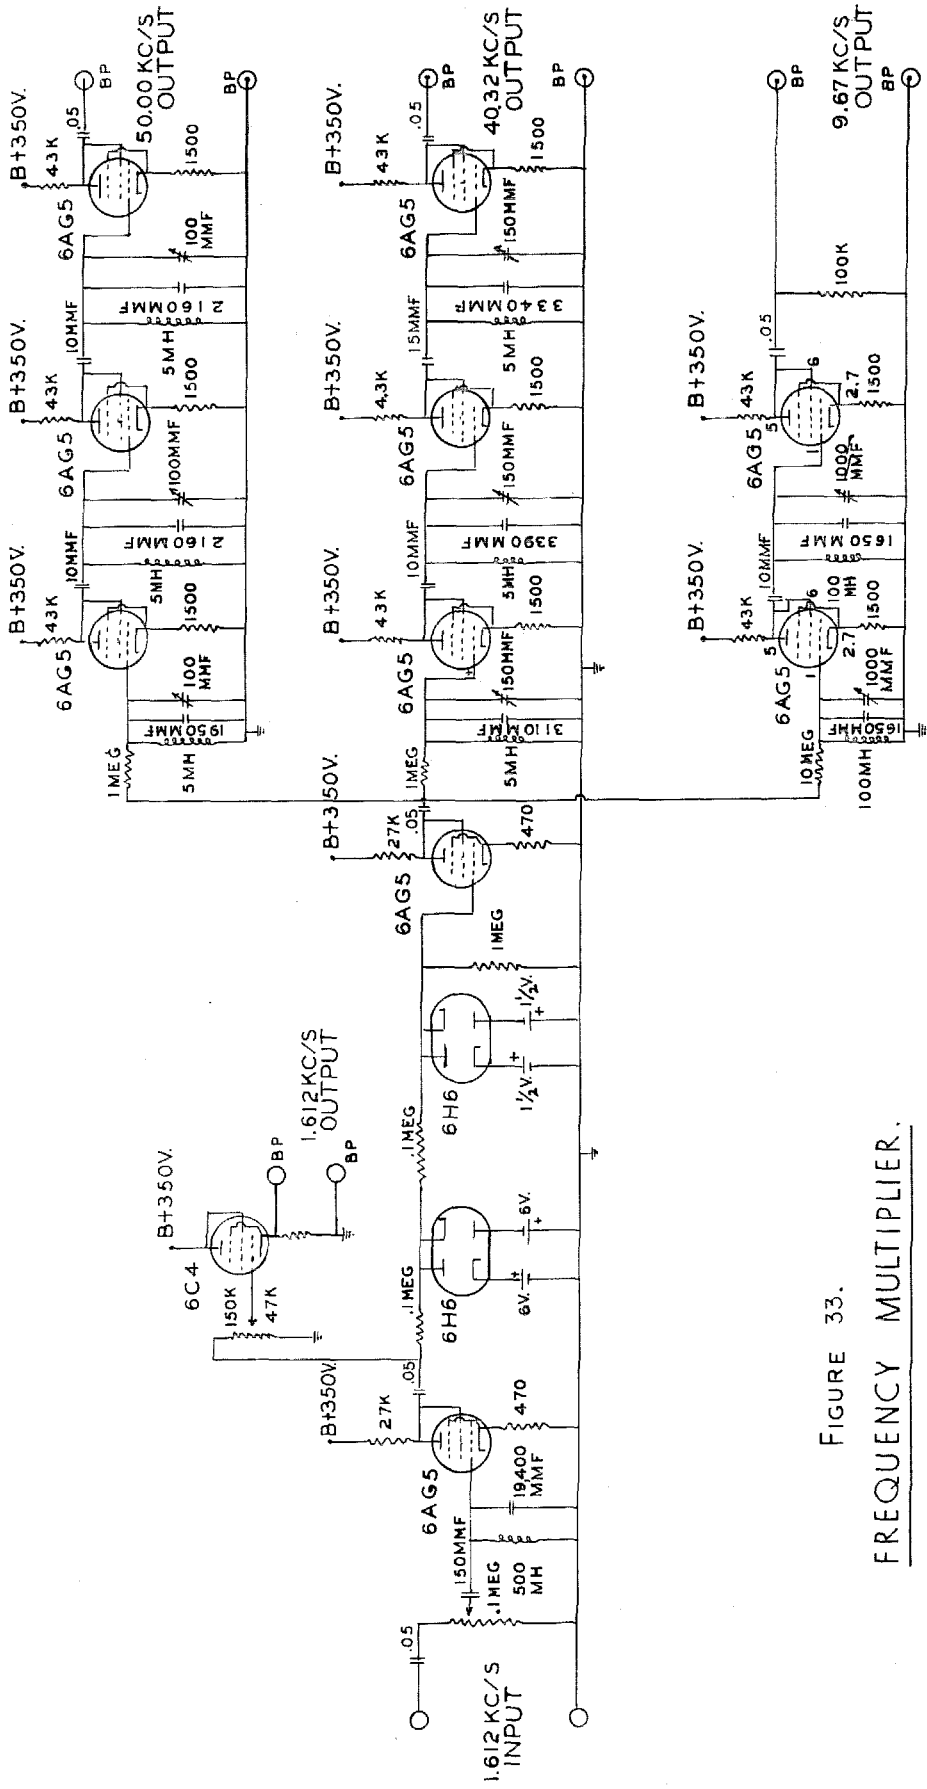 B+350V.
B+350V.
B+350V.
43K
43K
43K
6AG5
6AG5
6AG5
10MMF
10MMF
.05
50.00 KC/S
OUTPUT
BP
1MEG
1950MMF
5MH
100
MMF
1500
5MH
2160MMF
100MMF
1500
5MH
2160MMF
100
MMF
1500
BP
B+350V.
6C4
150K
47K
1.612 KC/S
OUTPUT
BP
BP
B+350V.
B+350V.
B+350V.
B+350V.
B+350V.
27K
27K
43K
4.3K
43K
1.612 KC/S
INPUT
.05
.1MEG
150MMF
500
MH
19,400
MMF
6AG5
470
.05
.1MEG
6H6
6V.
+
6V.
+
.1MEG
6H6
1½V.
+
1½V.
+
1MEG
6AG5
470
.05
1MEG
3110MMF
5MH
150MMF
6AG5
1500
10MMF
3390MMF
5MH
150MMF
6AG5
1500
15MMF
3340MMF
5MH
150MMF
6AG5
1500
.05
40.32 KC/S
OUTPUT
BP
B+350V.
B+350V.
43K
43K
10MEG
1650MMF
100MH
1000
MMF
6AG5
5
1
6
2.7
1500
10MMF
100
MH
1650MMF
1000
MMF
6AG5
5
1
6
2.7
1500
.05
100K
9.67 KC/S
OUTPUT
BP
FIGURE 33.
FREQUENCY MULTIPLIER.